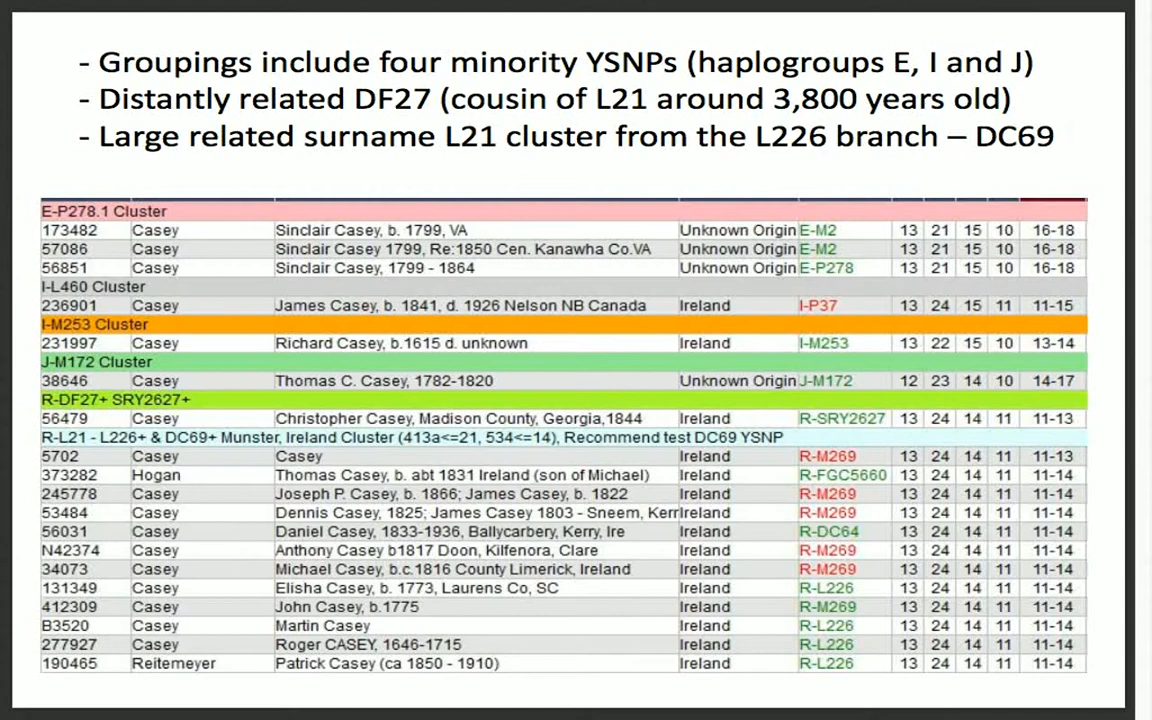 - Groupings include four minority YSNPs (haplogroups E, I and J)
- Distantly related DF27 (cousin of L21 around 3,800 years old)
- Large related surname L21 cluster from the L226 branch – DC69
E-P278.1 Cluster
173482 Casey Sinclair Casey, b. 1799, VA Unknown Origin E-M2 13 21 15 10 16-18
57086 Casey Sinclair Casey 1799, Re:1850 Cen. Kanawha Co.VA Unknown Origin E-M2 13 21 15 10 16-18
56851 Casey Sinclair Casey, 1799 - 1864 Unknown Origin E-P278 13 21 15 10 16-18
I-L460 Cluster
236901 Casey James Casey, b. 1841, d. 1926 Nelson NB Canada Ireland I-P37 13 24 15 11 11-15
I-M253 Cluster
231997 Casey Richard Casey, b.1615 d. unknown Ireland I-M253 13 22 15 10 13-14
J-M172 Cluster
38646 Casey Thomas C. Casey, 1782-1820 Unknown Origin J-M172 12 23 14 10 14-17
R-DF27+ SRY2627+
56479 Casey Christopher Casey, Madison County, Georgia,1844 Ireland R-SRY2627 13 24 14 11 11-13
R-L21 - L226+ & DC69+ Munster, Ireland Cluster (413a<=21, 534<=14), Recommend test DC69 YSNP
5702 Casey Casey Ireland R-M269 13 24 14 11 11-13
373282 Hogan Thomas Casey, b. abt 1831 Ireland (son of Michael) Ireland R-FGC5660 13 24 14 11 11-14
245778 Casey Joseph P. Casey, b. 1866; James Casey, b. 1822 Ireland R-M269 13 24 14 11 11-14
53484 Casey Dennis Casey, 1825; James Casey 1803 - Sneem, Kerr Ireland R-M269 13 24 14 11 11-14
56031 Casey Daniel Casey, 1833-1936, Ballycarbery, Kerry, Ire Ireland R-DC64 13 24 14 11 11-14
N42374 Casey Anthony Casey b1817 Doon, Kilfenora, Clare Ireland R-M269 13 24 14 11 11-14
34073 Casey Michael Casey, b.c.1816 County Limerick, Ireland Ireland R-M269 13 24 14 11 11-14
131349 Casey Elisha Casey, b. 1773, Laurens Co, SC Ireland R-L226 13 24 14 11 11-14
412309 Casey John Casey, b.1775 Ireland R-M269 13 24 14 11 11-14
B3520 Casey Martin Casey Ireland R-L226 13 24 14 11 11-14
277927 Casey Roger CASEY, 1646-1715 Ireland R-L226 13 24 14 11 11-14
190465 Reitemeyer Patrick Casey (ca 1850 - 1910) Ireland R-L226 13 24 14 11 11-14